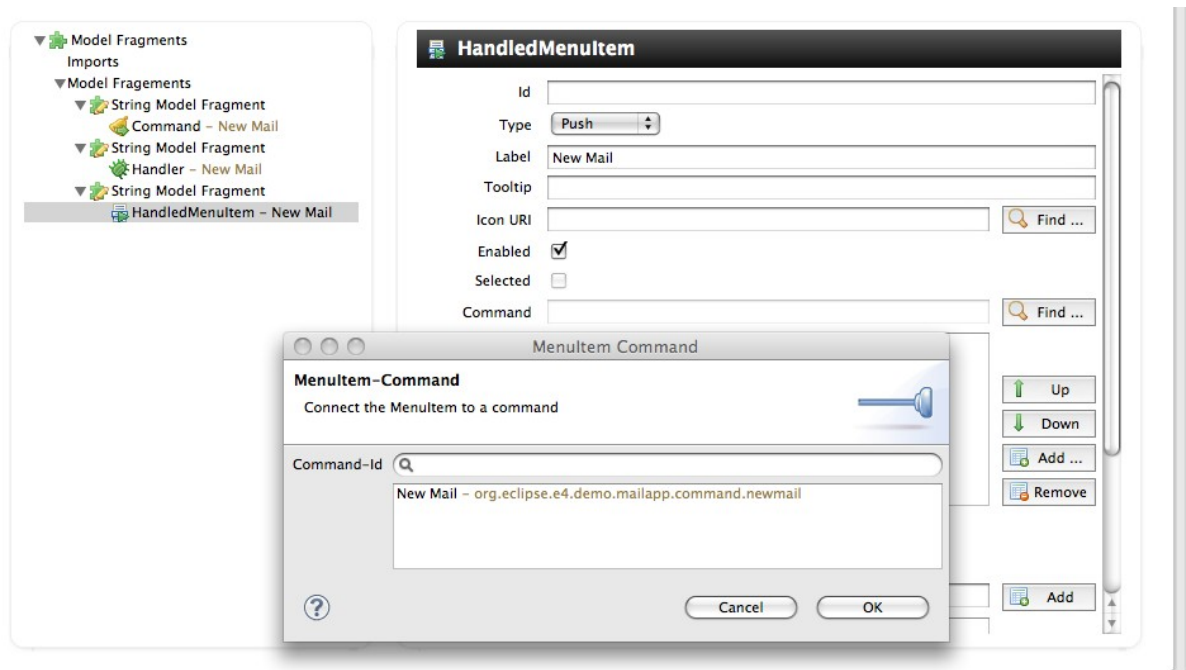 Model Fragments
Imports
Model Fragements
String Model Fragment
Command – New Mail
String Model Fragment
Handler – New Mail
String Model Fragment
HandledMenuItem – New Mail
HandledMenuItem
Id
Type Push
Label New Mail
Tooltip
Icon URI Find ...
Enabled
Selected
Command Find ...
Up
Down
Add ...
Remove
Add
MenuItem Command
MenuItem-Command
Connect the MenuItem to a command
Command-Id
New Mail – org.eclipse.e4.demo.mailapp.command.newmail
? Cancel OK